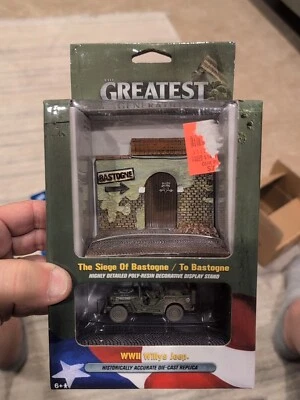 THE
GREATEST
GENERATION
BASTOGNE
The Siege Of Bastogne / To Bastogne
HIGHLY DETAILED POLY-RESIN DECORATIVE DISPLAY STAND
WWII Willys Jeep
HISTORICALLY ACCURATE DIE-CAST REPLICA
6+